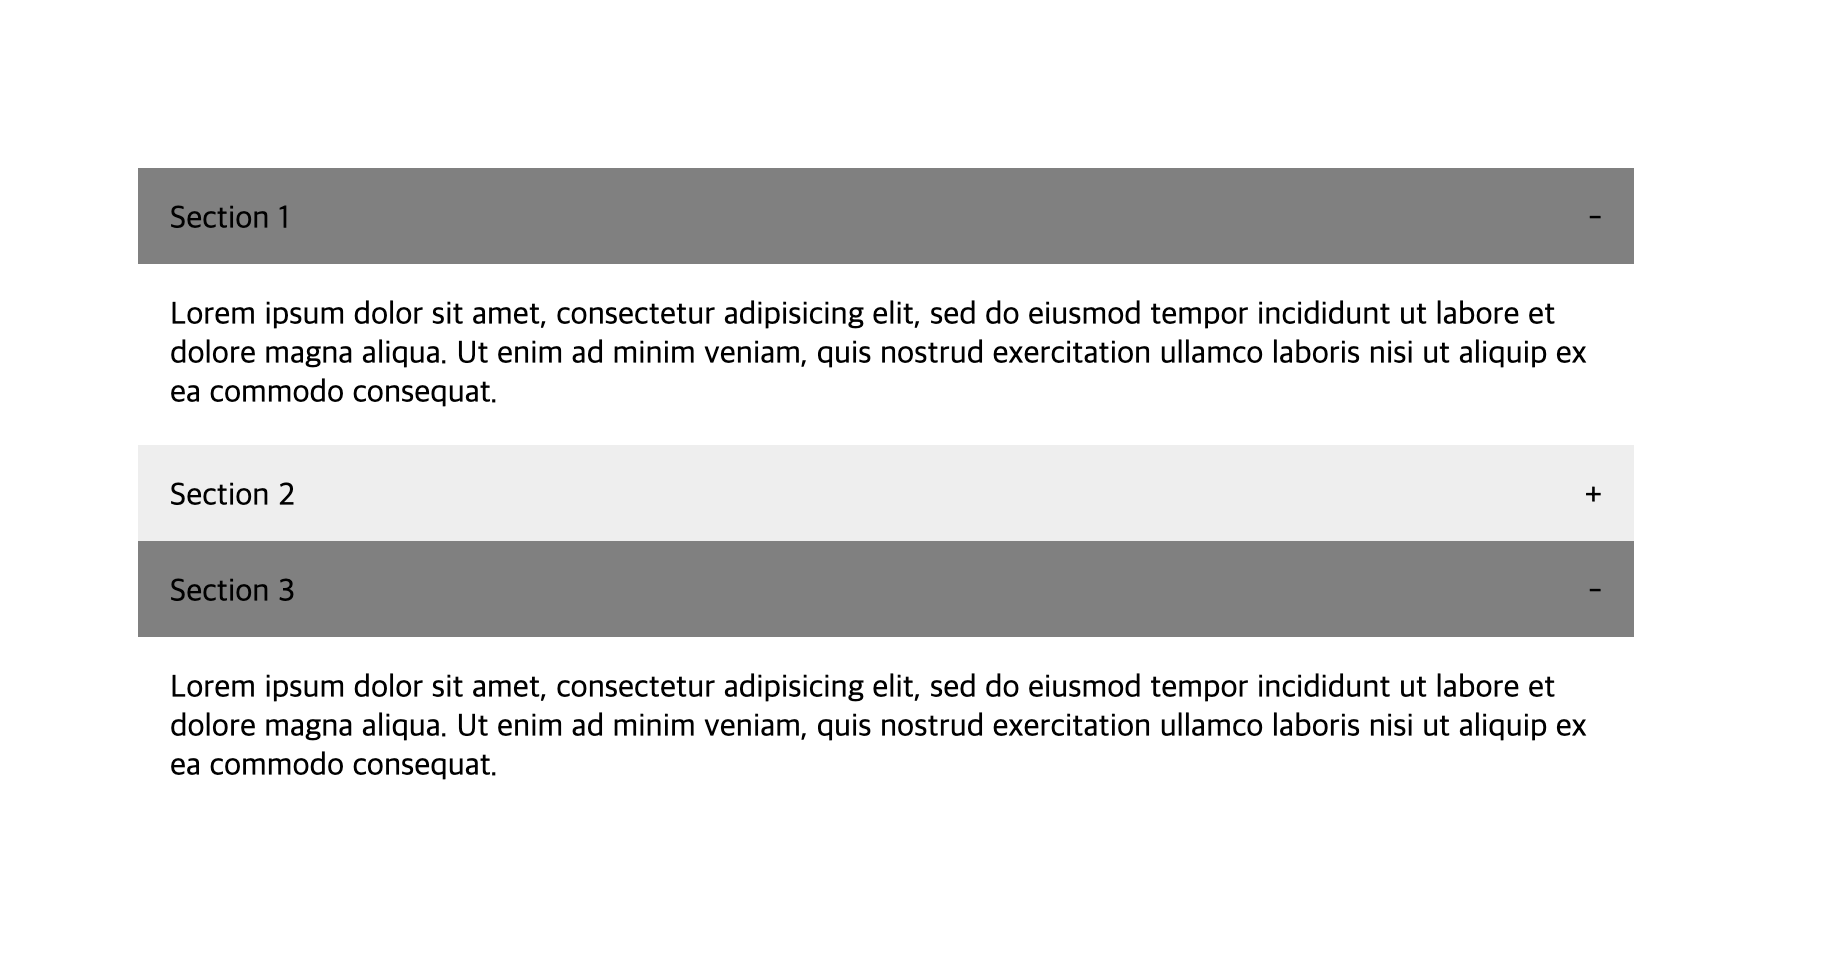 Section 1 -
Lorem ipsum dolor sit amet, consectetur adipisicing elit, sed do eiusmod tempor incididunt ut labore et
dolore magna aliqua. Ut enim ad minim veniam, quis nostrud exercitation ullamco laboris nisi ut aliquip ex
ea commodo consequat.
Section 2 +
Section 3 -
Lorem ipsum dolor sit amet, consectetur adipisicing elit, sed do eiusmod tempor incididunt ut labore et
dolore magna aliqua. Ut enim ad minim veniam, quis nostrud exercitation ullamco laboris nisi ut aliquip ex
ea commodo consequat.